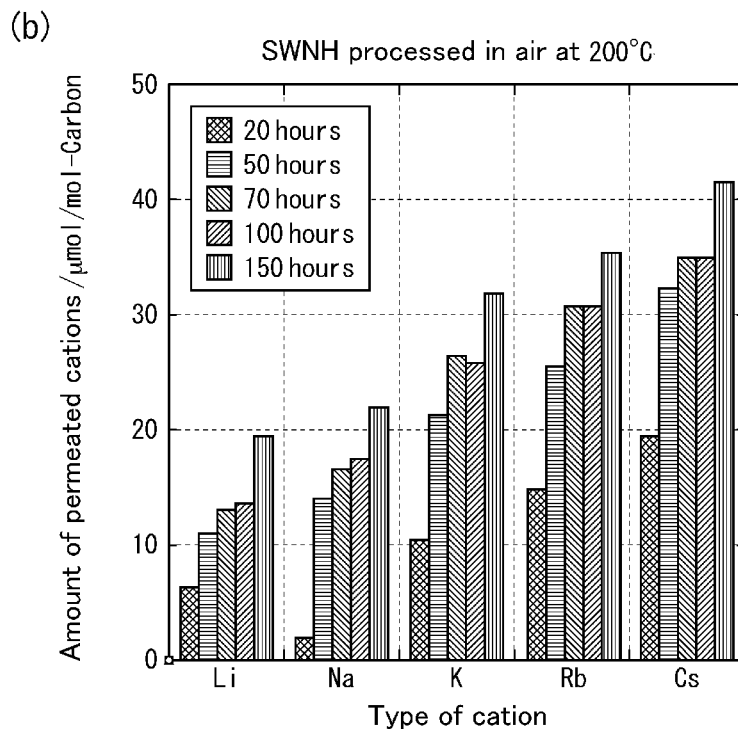 (b)
SWNH processed in air at 200°C
50
40
30
20
10
0
20 hours
50 hours
70 hours
100 hours
150 hours
Amount of permeated cations /μmol/mol-Carbon
Li Na K Rb Cs
Type of cation